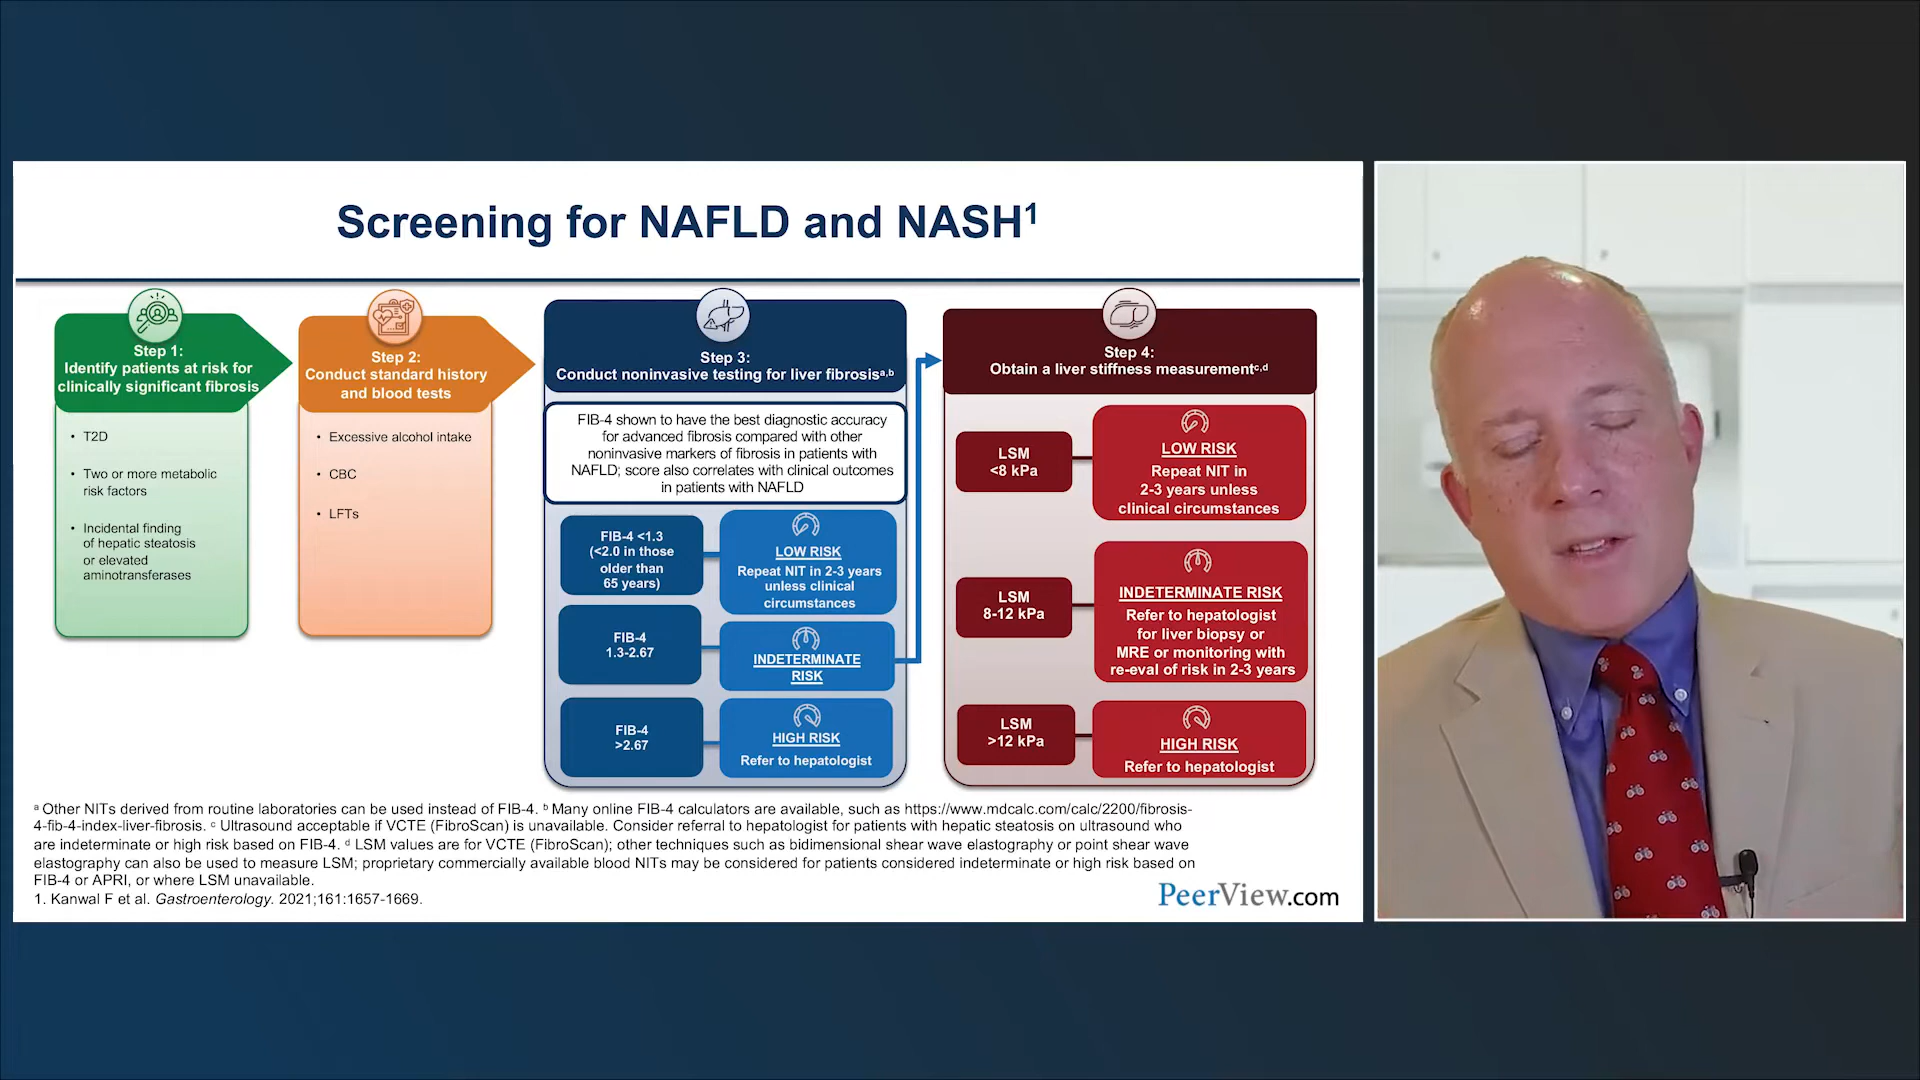 Screening for NAFLD and NASH¹
Step 1:
Identify patients at risk for
clinically significant fibrosis
• T2D
• Two or more metabolic
risk factors
• Incidental finding
of hepatic steatosis
or elevated
aminotransferases
Step 2:
Conduct standard history
and blood tests
• Excessive alcohol intake
• CBC
• LFTs
Step 3:
Conduct noninvasive testing for liver fibrosisᵃ,ᵇ
FIB-4 shown to have the best diagnostic accuracy
for advanced fibrosis compared with other
noninvasive markers of fibrosis in patients with
NAFLD; score also correlates with clinical outcomes
in patients with NAFLD
FIB-4 <1.3
(<2.0 in those
older than
65 years)
LOW RISK
Repeat NIT in 2-3 years
unless clinical
circumstances
FIB-4
1.3-2.67
INDETERMINATE
RISK
FIB-4
>2.67
HIGH RISK
Refer to hepatologist
Step 4:
Obtain a liver stiffness measurementᶜ,ᵈ
LSM
<8 kPa
LOW RISK
Repeat NIT in
2-3 years unless
clinical circumstances
LSM
8-12 kPa
INDETERMINATE RISK
Refer to hepatologist
for liver biopsy or
MRE or monitoring with
re-eval of risk in 2-3 years
LSM
>12 kPa
HIGH RISK
Refer to hepatologist
ᵃ Other NITs derived from routine laboratories can be used instead of FIB-4. ᵇ Many online FIB-4 calculators are available, such as https://www.mdcalc.com/calc/2200/fibrosis-
4-fib-4-index-liver-fibrosis. ᶜ Ultrasound acceptable if VCTE (FibroScan) is unavailable. Consider referral to hepatologist for patients with hepatic steatosis on ultrasound who
are indeterminate or high risk based on FIB-4. ᵈ LSM values are for VCTE (FibroScan); other techniques such as bidimensional shear wave elastography or point shear wave
elastography can also be used to measure LSM; proprietary commercially available blood NITs may be considered for patients considered indeterminate or high risk based on
FIB-4 or APRI, or where LSM unavailable.
1. Kanwal F et al. Gastroenterology. 2021;161:1657-1669.
PeerView.com